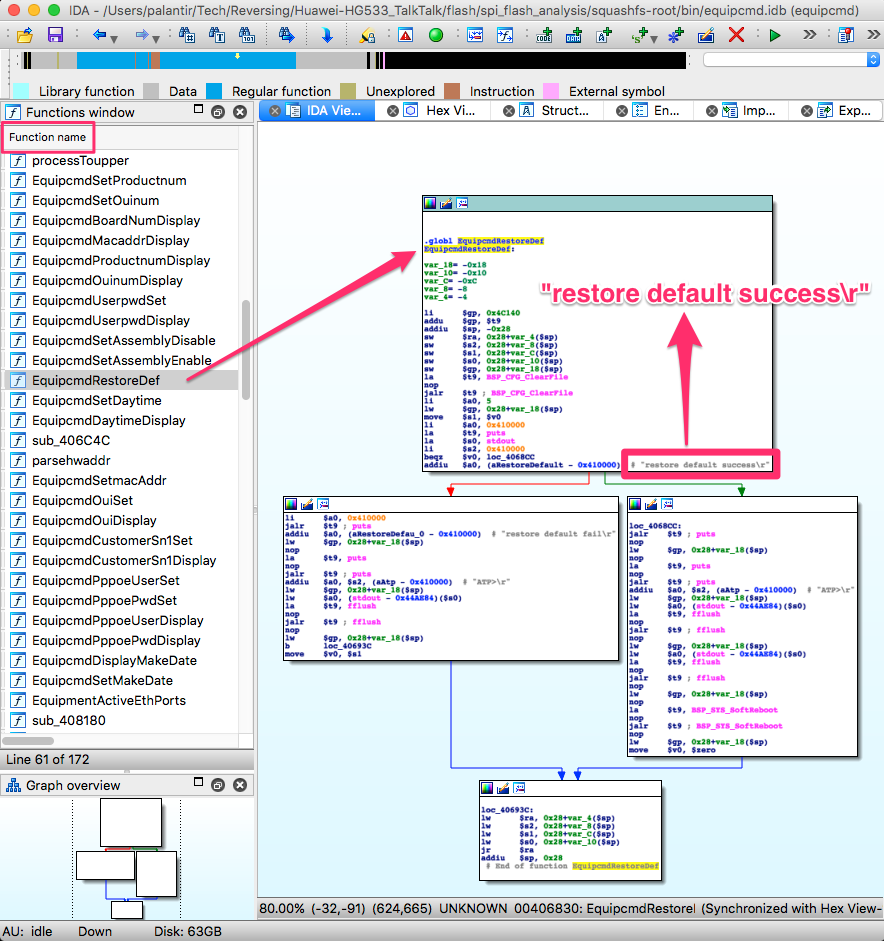 IDA - /Users/palantir/Tech/Reversing/Huawei-HG533_TalkTalk/flash/spi_flash_analysis/squashfs-root/bin/equipcmd.idb (equipcmd)
Library function Data Regular function Unexplored Instruction External symbol
Functions window
IDA Vie... Hex V... Struct... En... Imp... Exp...
Function name
processToupper
EquipcmdSetProductnum
EquipcmdSetOuinum
EquipcmdBoardNumDisplay
EquipcmdMacaddrDisplay
EquipcmdProductnumDisplay
EquipcmdOuinumDisplay
EquipcmdUserpwdSet
EquipcmdUserpwdDisplay
EquipcmdSetAssemblyDisable
EquipcmdSetAssemblyEnable
EquipcmdRestoreDef
EquipcmdSetDaytime
EquipcmdDaytimeDisplay
sub_406C4C
parsehwaddr
EquipcmdSetmacAddr
EquipcmdOuiSet
EquipcmdOuiDisplay
EquipcmdCustomerSn1Set
EquipcmdCustomerSn1Display
EquipcmdPppoeUserSet
EquipcmdPppoePwdSet
EquipcmdPppoeUserDisplay
EquipcmdPppoePwdDisplay
EquipcmdDisplayMakeDate
EquipcmdSetMakeDate
EquipmentActiveEthPorts
sub_408180
Line 61 of 172
Graph overview
.globl EquipcmdRestoreDef
EquipcmdRestoreDef:
var_18= -0x18
var_10= -0x10
var_C= -0xC
var_8= -8
var_4= -4
li $gp, 0x4C140
addu $gp, $t9
addiu $sp, -0x28
sw $ra, 0x28+var_4($sp)
sw $s2, 0x28+var_8($sp)
sw $s1, 0x28+var_C($sp)
sw $s0, 0x28+var_10($sp)
sw $gp, 0x28+var_18($sp)
la $t9, BSP_CFG_ClearFile
nop
jalr $t9 ; BSP_CFG_ClearFile
li $a0, 5
lw $gp, 0x28+var_18($sp)
move $s1, $v0
li $a0, 0x410000
la $t9, puts
la $s0, stdout
li $s2, 0x410000
beqz $v0, loc_4068CC
addiu $a0, (aRestoreDefault - 0x410000) # "restore default success\r"
"restore default success\r"
li $a0, 0x410000
jalr $t9 ; puts
addiu $a0, (aRestoreDefau_0 - 0x410000) # "restore default fail\r"
lw $gp, 0x28+var_18($sp)
nop
la $t9, puts
nop
jalr $t9 ; puts
addiu $a0, $s2, (aAtp - 0x410000) # "ATP>\r"
lw $gp, 0x28+var_18($sp)
lw $a0, (stdout - 0x44AE84)($s0)
la $t9, fflush
nop
jalr $t9 ; fflush
nop
lw $gp, 0x28+var_18($sp)
b loc_40693C
move $v0, $s1
loc_4068CC:
jalr $t9 ; puts
nop
lw $gp, 0x28+var_18($sp)
nop
la $t9, puts
nop
jalr $t9 ; puts
addiu $a0, $s2, (aAtp - 0x410000) # "ATP>\r"
lw $gp, 0x28+var_18($sp)
lw $a0, (stdout - 0x44AE84)($s0)
la $t9, fflush
nop
jalr $t9 ; fflush
nop
lw $gp, 0x28+var_18($sp)
lw $a0, (stdout - 0x44AE84)($s0)
la $t9, fflush
nop
jalr $t9 ; fflush
nop
lw $gp, 0x28+var_18($sp)
nop
la $t9, BSP_SYS_SoftReboot
nop
jalr $t9 ; BSP_SYS_SoftReboot
nop
lw $gp, 0x28+var_18($sp)
move $v0, $zero
loc_40693C:
lw $ra, 0x28+var_4($sp)
lw $s2, 0x28+var_8($sp)
lw $s1, 0x28+var_C($sp)
lw $s0, 0x28+var_10($sp)
jr $ra
addiu $sp, 0x28
# End of function EquipcmdRestoreDef
80.00% (-32,-91) (624,665) UNKNOWN 00406830: EquipcmdRestorel (Synchronized with Hex View-
AU: idle Down Disk: 63GB